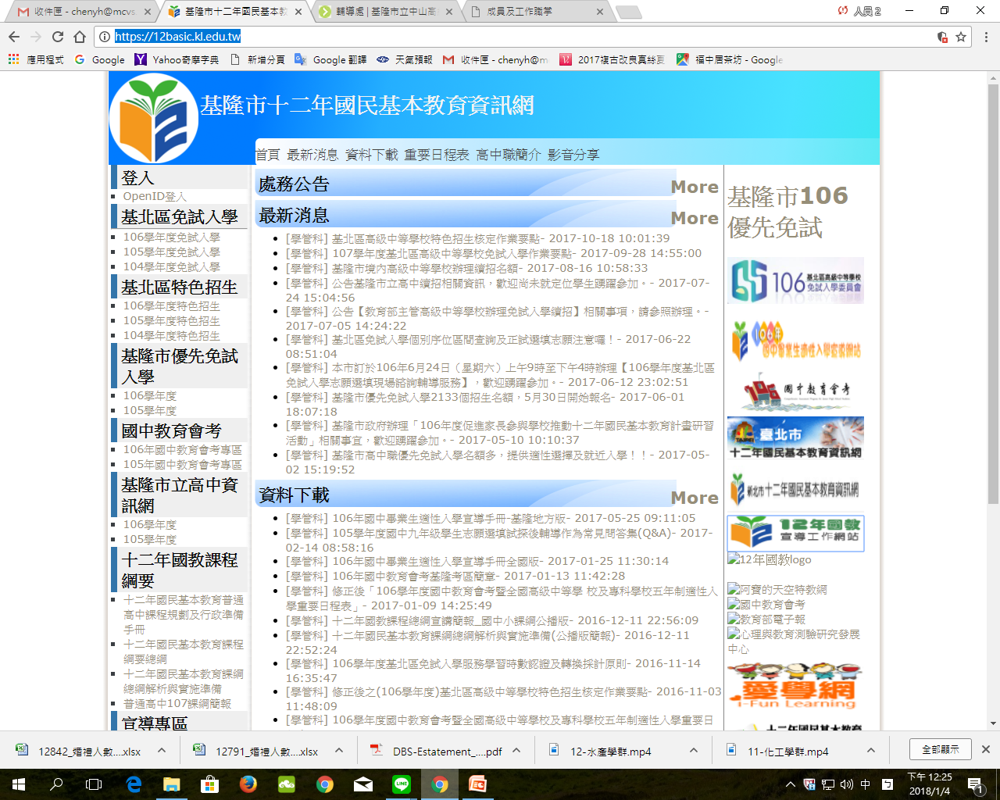 收件匣 - chenyh@mcvs
基隆市十二年國民基本教
輔導處 | 基隆市立中山高
成員及工作職掌
人員 2
https://12basic.kl.edu.tw
應用程式
Google
Yahoo奇摩字典
新增分頁
Google 翻譯
天氣預報
收件匣 - chenyh@m
2017複古改良真絲夏
福中居茶坊 - Google
基隆市十二年國民基本教育資訊網
首頁 最新消息 資料下載 重要日程表 高中職簡介 影音分享
登入
OpenID登入
基北區免試入學
106學年度免試入學
105學年度免試入學
104學年度免試入學
基北區特色招生
106學年度特色招生
105學年度特色招生
104學年度特色招生
基隆市優先免試
入學
106學年度
105學年度
國中教育會考
106年國中教育會考專區
105年國中教育會考專區
基隆市立高中資
訊網
106學年度
105學年度
十二年國教課程
綱要
十二年國民基本教育普通
高中課程規劃及行政準備
手冊
十二年國民基本教育課程
綱要總綱
十二年國民基本教育課綱
總綱解析與實施準備
普通高中107課綱簡報
宣導專區
處務公告
More
最新消息
More
[學管科] 基北區高級中等學校特色招生核定作業要點- 2017-10-18 10:01:39
[學管科] 107學年度基北區高級中等學校免試入學作業要點- 2017-09-28 14:55:00
[學管科] 基隆市境內高級中等學校辦理續招名額- 2017-08-16 10:58:33
[學管科] 公告基隆市立高中續招相關資訊，歡迎尚未就定位學生踴躍參加。- 2017-07-
24 15:04:56
[學管科] 公告【教育部主管高級中等學校辦理免試入學續招】相關事項，請參照辦理。-
2017-07-05 14:24:22
[學管科] 基北區免試入學個別序位區間查詢及正試選填志願注意囉！- 2017-06-22
08:51:04
[學管科] 本市訂於106年6月24日（星期六）上午9時至下午4時辦理【106學年度基北區
免試入學志願選填現場諮詢輔導服務】，歡迎踴躍參加。- 2017-06-12 23:02:51
[學管科] 基隆市優先免試入學2133個招生名額，5月30日開始報名- 2017-06-01
18:07:18
[學管科] 基隆市政府辦理「106年度促進家長參與學校推動十二年國民基本教育計畫研習
活動」相關事宜，歡迎踴躍參加。- 2017-05-10 10:10:37
[學管科] 基隆市高中職優先免試入學名額多，提供適性選擇及就近入學！！- 2017-05-
02 15:19:52
資料下載
More
[學管科] 106年國中畢業生適性入學宣導手冊-基隆地方版- 2017-05-25 09:11:05
[學管科] 105學年度國中九年級學生志願選填試探後輔導作為常見問答集(Q&A)- 2017-
02-14 08:58:16
[學管科] 106年國中畢業生適性入學宣導手冊全國版- 2017-01-25 11:30:14
[學管科] 106年國中教育會考基隆考區簡章- 2017-01-13 11:42:28
[學管科] 修正後「106學年度國中教育會考暨全國高級中等學 校及專科學校五年制適性入
學重要日程表」- 2017-01-09 14:25:49
[學管科] 十二年國教課程總綱宣講簡報_國中小課綱公播版- 2016-12-11 22:56:09
[學管科] 十二年國民基本教育課綱總綱解析與實施準備(公播版簡報)- 2016-12-11
22:52:24
[學管科] 106學年度基北區免試入學服務學習時數認證及轉換採計原則- 2016-11-14
16:35:47
[學管科] 修正後之(106學年度)基北區高級中等學校特色招生核定作業要點- 2016-11-03
11:48:09
[學管科] 106學年度國中教育會考暨全國高級中等學校及專科學校五年制適性入學重要日
基隆市106
優先免試
106 基北區高級中等學校
免試入學委員會
106年
國中畢業生適性入學宣導網站
106
國中教育會考
臺北市
十二年國民基本教育資訊網
新北市十二年國民基本教育資訊網
12年國教
宣導工作網站
12年國教logo
阿寶的天空特教網
國中教育會考
教育部電子報
心理與教育測驗研究發展
中心
愛學網
i-Fun Learning
十二年國民基本教育
12842_婚禮人數....xlsx
12791_婚禮人數....xlsx
DBS-Estatement_....pdf
12-水產學群.mp4
11-化工學群.mp4
全部顯示
中
下午 12:25
2018/1/4
1